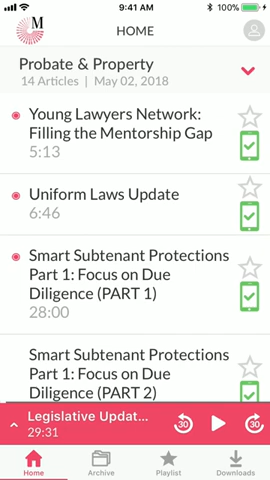 9:41 AM
100%
M
HOME
Probate & Property
14 Articles | May 02, 2018
Young Lawyers Network:
Filling the Mentorship Gap
5:13
Uniform Laws Update
6:46
Smart Subtenant Protections
Part 1: Focus on Due
Diligence (PART 1)
28:00
Smart Subtenant Protections
Part 1: Focus on Due
Diligence (PART 2)
Legislative Updat...
29:31
30
30
Home
Archive
Playlist
Downloads